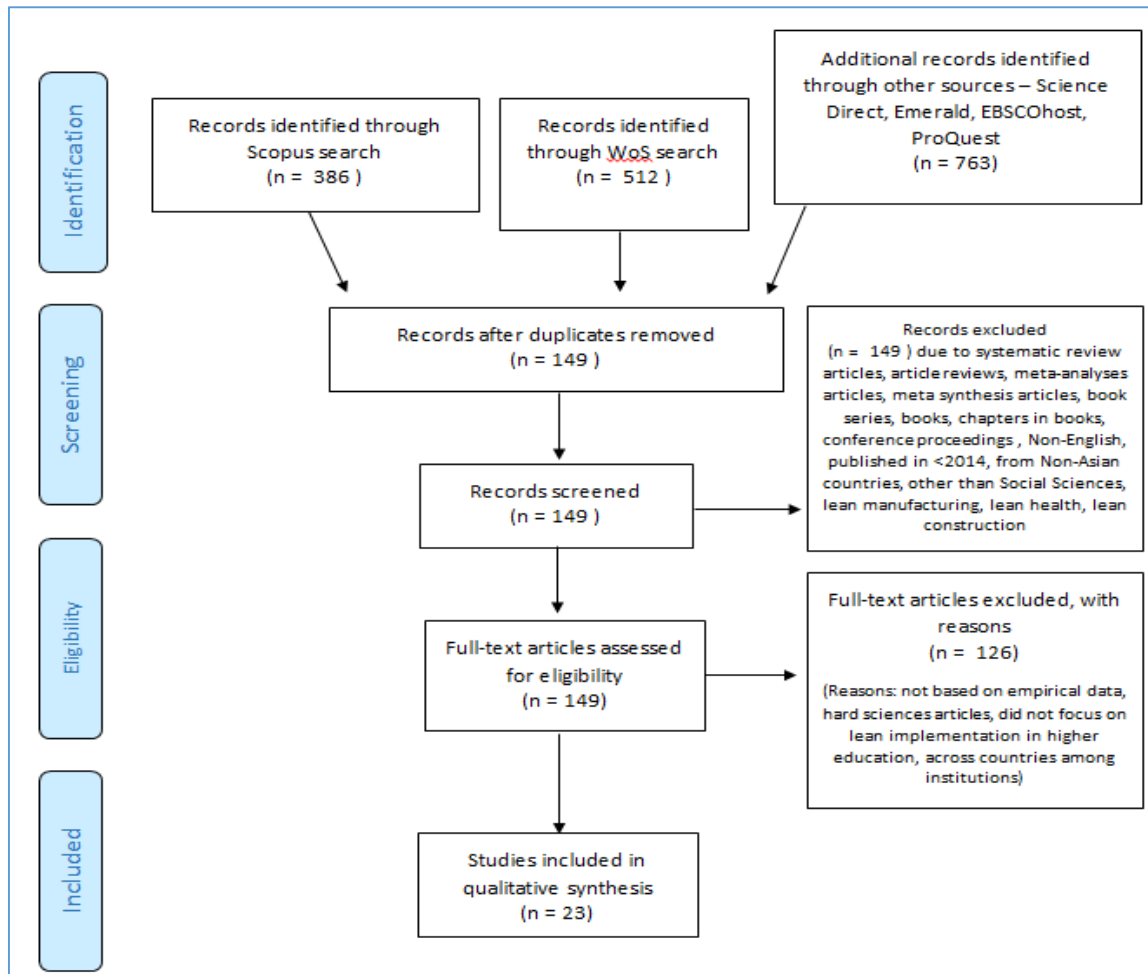 Identification
Records identified through
Scopus search
(n =  386 )
Records identified
through WoS search
(n =  512 )
Additional records identified
through other sources – Science
Direct, Emerald, EBSCOhost,
ProQuest
(n = 763)
Screening
Records after duplicates removed
(n = 149 )
Records excluded
(n =  149 ) due to systematic review
articles, article reviews, meta-analyses
articles, meta synthesis articles, book
series, books, chapters in books,
conference proceedings , Non-English,
published in <2014, from Non-Asian
countries, other than Social Sciences,
lean manufacturing, lean health, lean
construction
Records screened
(n = 149 )
Eligibility
Full-text articles assessed
for eligibility
(n = 149)
Full-text articles excluded, with
reasons
(n =  126)
(Reasons: not based on empirical data,
hard sciences articles, did not focus on
lean implementation in higher
education, across countries among
institutions)
Included
Studies included in
qualitative synthesis
(n = 23)